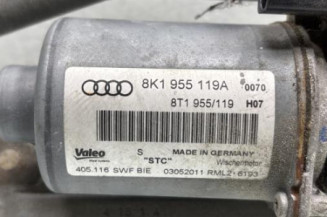 8K1 955 119A 0070
8T1 955/119 H07
Valeo S MADE IN GERMANY
"STC" Wischermotor
405.116 SWF BIE 03052011